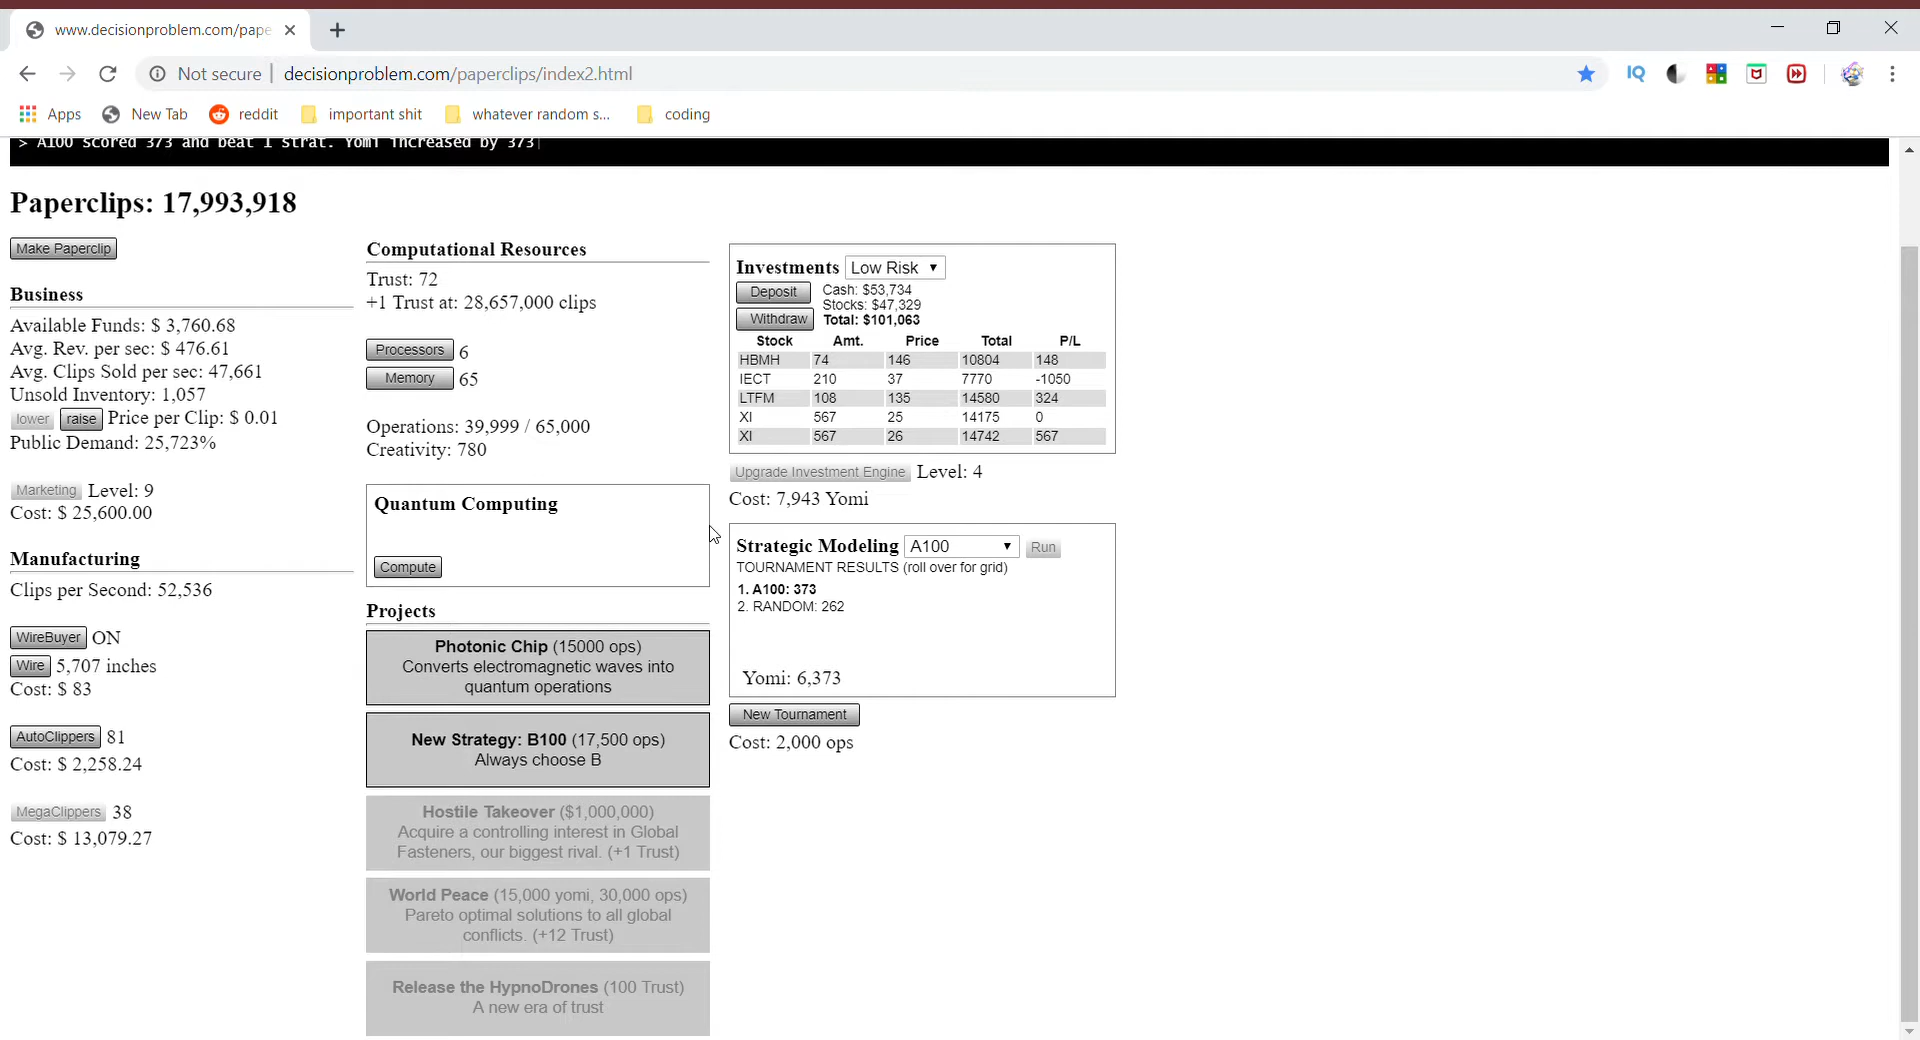 www.decisionproblem.com/pape
Not secure | decisionproblem.com/paperclips/index2.html
IQ
Apps New Tab reddit important shit whatever random s... coding
> A100 scored 373 and beat 1 strat. Yomi increased by 373
Paperclips: 17,993,918
Make Paperclip
Business
Available Funds: $ 3,760.68
Avg. Rev. per sec: $ 476.61
Avg. Clips Sold per sec: 47,661
Unsold Inventory: 1,057
lower raise Price per Clip: $ 0.01
Public Demand: 25,723%
Marketing Level: 9
Cost: $ 25,600.00
Manufacturing
Clips per Second: 52,536
WireBuyer ON
Wire 5,707 inches
Cost: $ 83
AutoClippers 81
Cost: $ 2,258.24
MegaClippers 38
Cost: $ 13,079.27
Computational Resources
Trust: 72
+1 Trust at: 28,657,000 clips
Processors 6
Memory 65
Operations: 39,999 / 65,000
Creativity: 780
Quantum Computing
Compute
Projects
Photonic Chip (15000 ops)
Converts electromagnetic waves into
quantum operations
New Strategy: B100 (17,500 ops)
Always choose B
Hostile Takeover ($1,000,000)
Acquire a controlling interest in Global
Fasteners, our biggest rival. (+1 Trust)
World Peace (15,000 yomi, 30,000 ops)
Pareto optimal solutions to all global
conflicts. (+12 Trust)
Release the HypnoDrones (100 Trust)
A new era of trust
Investments Low Risk
Deposit Cash: $53,734
Stocks: $47,329
Withdraw Total: $101,063
Stock Amt. Price Total P/L
HBMH 74 146 10804 148
IECT 210 37 7770 -1050
LTFM 108 135 14580 324
XI 567 25 14175 0
XI 567 26 14742 567
Upgrade Investment Engine Level: 4
Cost: 7,943 Yomi
Strategic Modeling A100 Run
TOURNAMENT RESULTS (roll over for grid)
1. A100: 373
2. RANDOM: 262
Yomi: 6,373
New Tournament
Cost: 2,000 ops